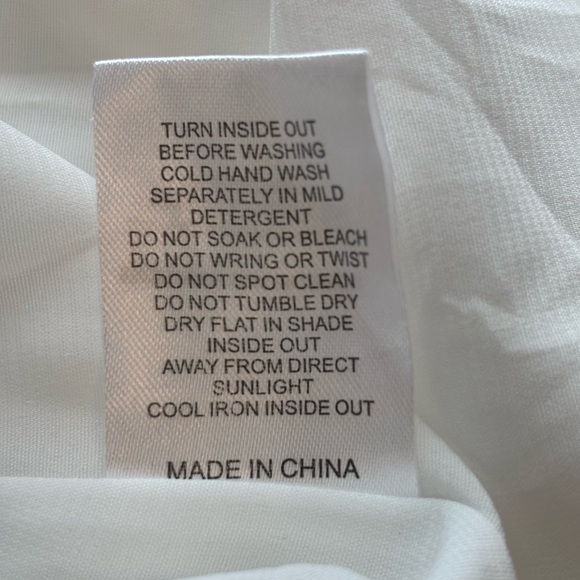 TURN INSIDE OUT
BEFORE WASHING
COLD HAND WASH
SEPARATELY IN MILD
DETERGENT
DO NOT SOAK OR BLEACH
DO NOT WRING OR TWIST
DO NOT SPOT CLEAN
DO NOT TUMBLE DRY
DRY FLAT IN SHADE
INSIDE OUT
AWAY FROM DIRECT
SUNLIGHT
COOL IRON INSIDE OUT
MADE IN CHINA